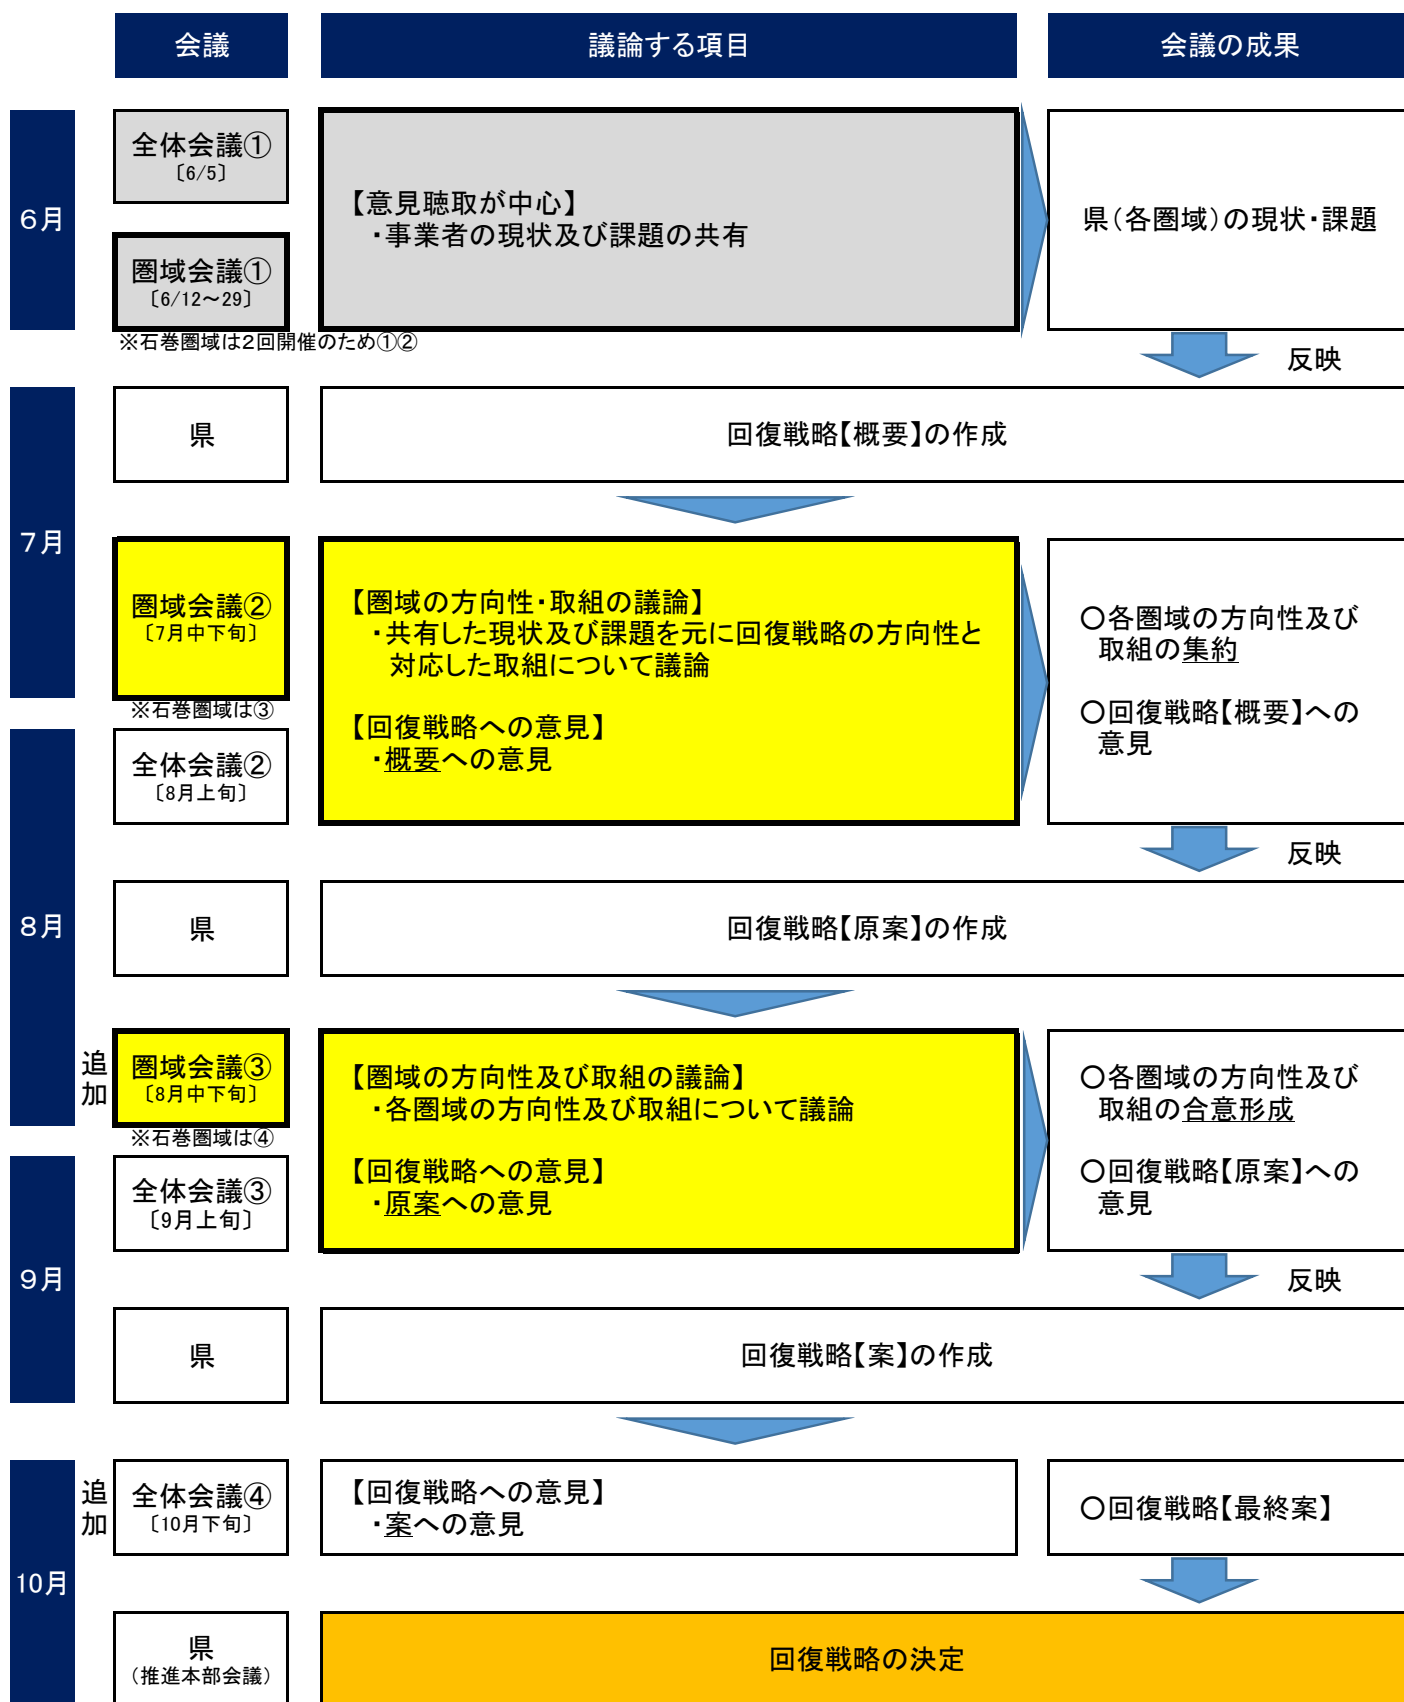 会議
議論する項目
会議の成果
6月
全体会議①
〔6/5〕
圏域会議①
〔6/12～29〕
※石巻圏域は2回開催のため①②
【意見聴取が中心】
・事業者の現状及び課題の共有
県(各圏域)の現状・課題
反映
7月
県
回復戦略【概要】の作成
圏域会議②
〔7月中下旬〕
※石巻圏域は③
全体会議②
〔8月上旬〕
【圏域の方向性・取組の議論】
・共有した現状及び課題を元に回復戦略の方向性と
対応した取組について議論
【回復戦略への意見】
・概要への意見
〇各圏域の方向性及び
取組の集約
〇回復戦略【概要】への
意見
反映
8月
県
回復戦略【原案】の作成
追加
圏域会議③
〔8月中下旬〕
※石巻圏域は④
全体会議③
〔9月上旬〕
【圏域の方向性及び取組の議論】
・各圏域の方向性及び取組について議論
【回復戦略への意見】
・原案への意見
〇各圏域の方向性及び
取組の合意形成
〇回復戦略【原案】への
意見
反映
9月
県
回復戦略【案】の作成
10月
追加
全体会議④
〔10月下旬〕
【回復戦略への意見】
・案への意見
〇回復戦略【最終案】
県
(推進本部会議)
回復戦略の決定